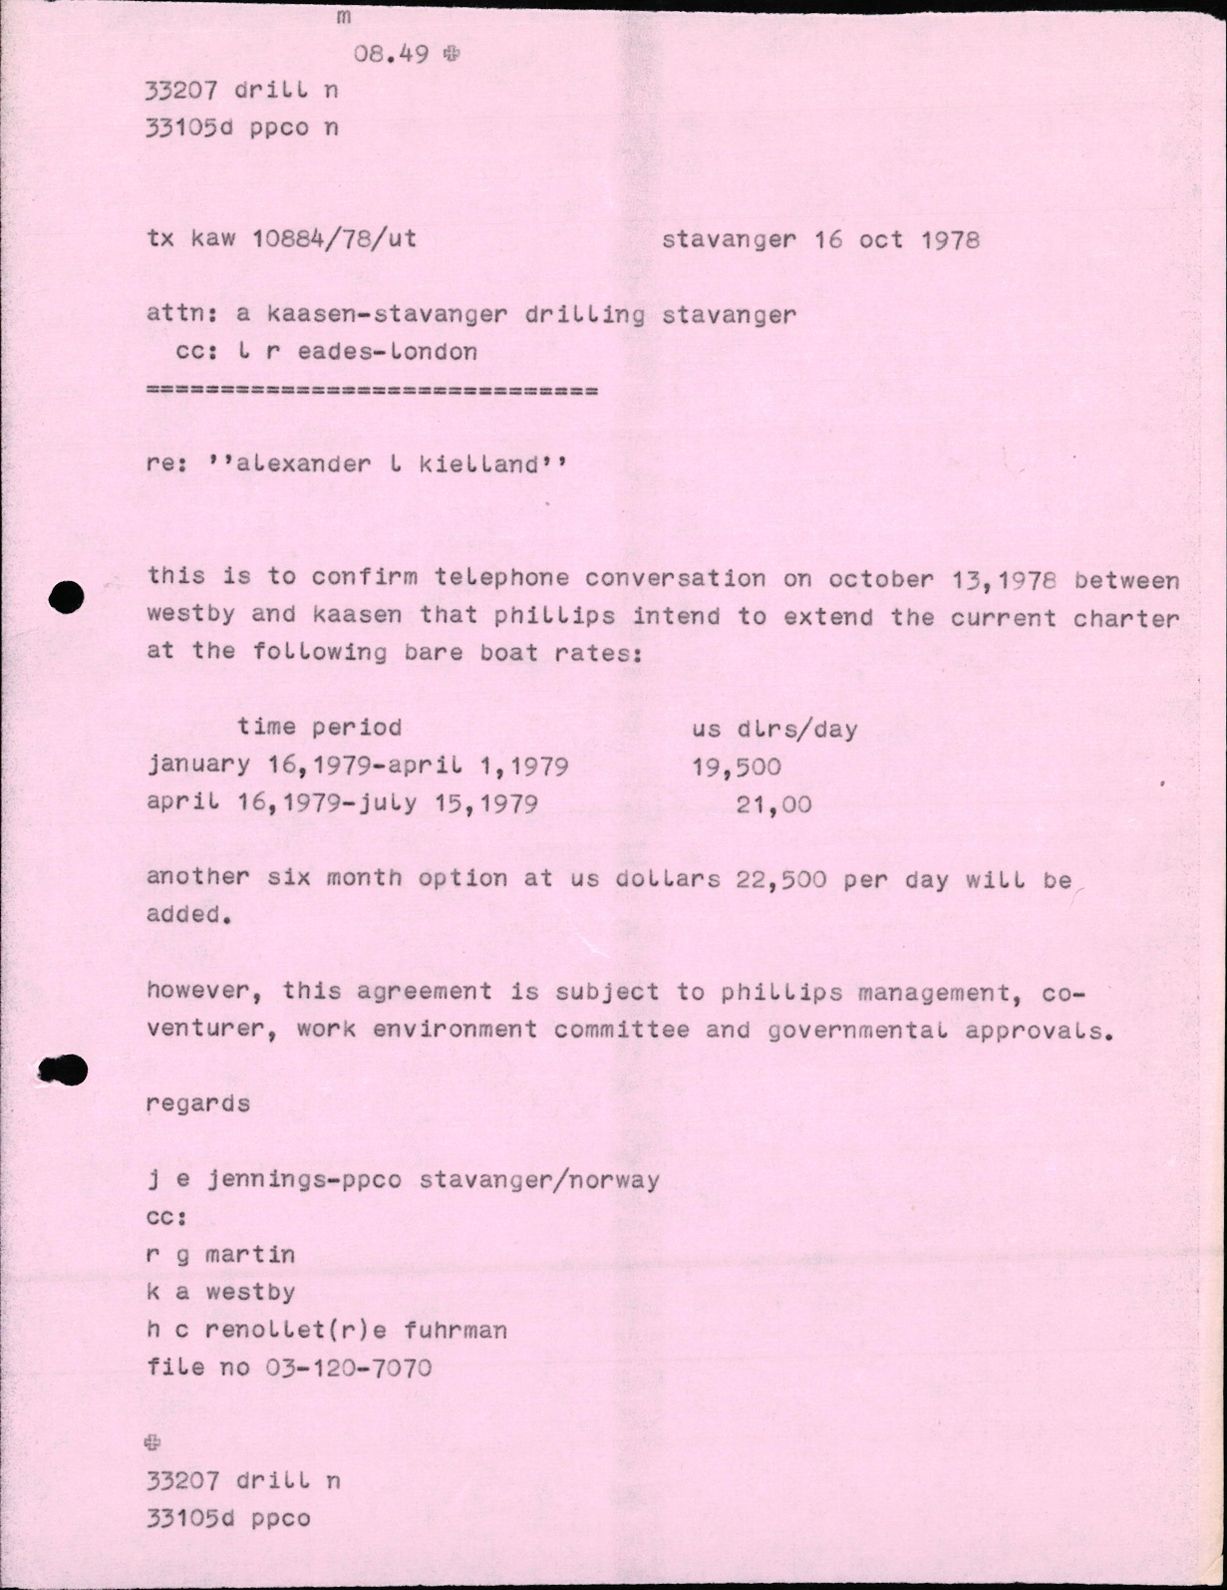 m
08.49 ✠
33207 drill n
33105d ppco n
tx kaw 10884/78/ut stavanger 16 oct 1978
attn: a kaasen-stavanger drilling stavanger
cc: l r eades-london
==============================
re: ''alexander l kielland''
this is to confirm telephone conversation on october 13,1978 between
westby and kaasen that phillips intend to extend the current charter
at the following bare boat rates:
time period us dlrs/day
january 16,1979-april 1,1979 19,500
april 16,1979-july 15,1979 21,00
another six month option at us dollars 22,500 per day will be
added.
however, this agreement is subject to phillips management, co-
venturer, work environment committee and governmental approvals.
regards
j e jennings-ppco stavanger/norway
cc:
r g martin
k a westby
h c renollet(r)e fuhrman
file no 03-120-7070
✠
33207 drill n
33105d ppco